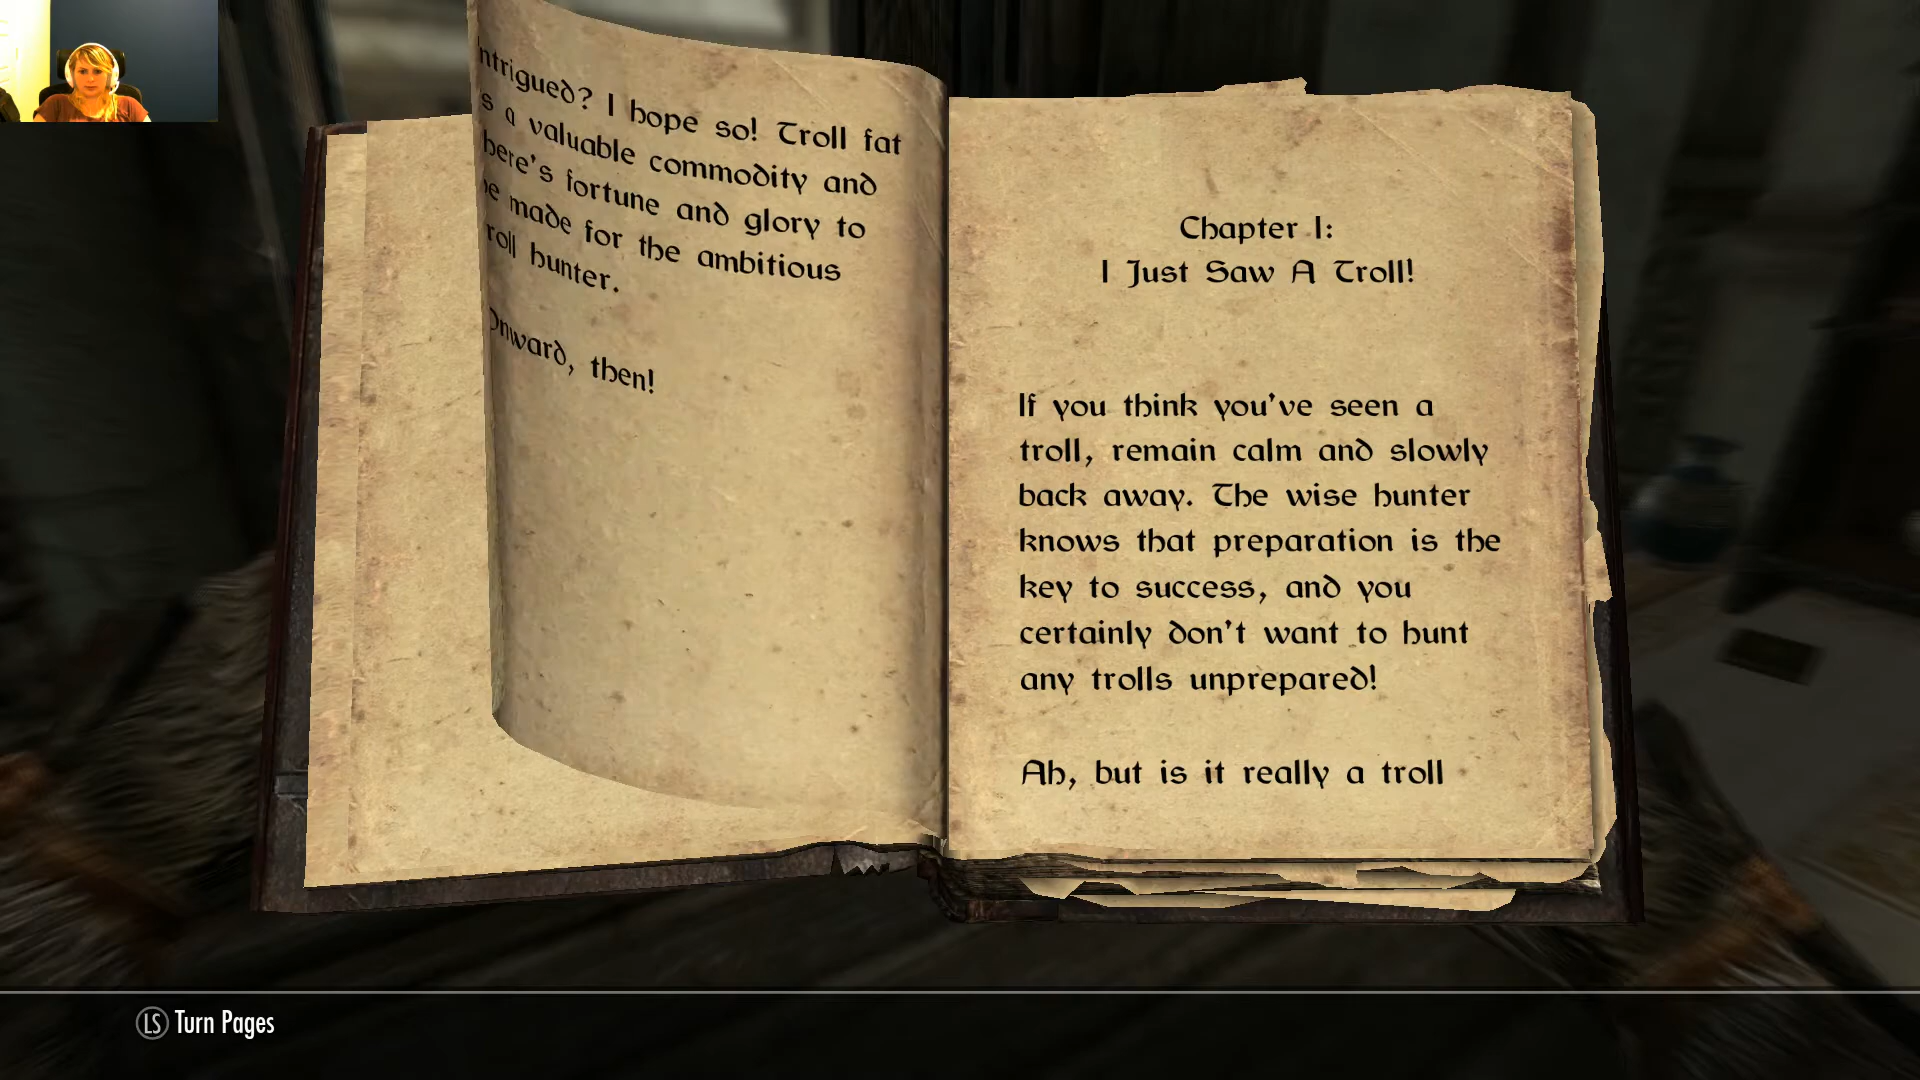 ntrigued? I hope so! Troll fat
s a valuable commodity and
here's fortune and glory to
e made for the ambitious
roll hunter.
Onward, then!
Chapter I:
I Just Saw A Troll!
If you think you've seen a
troll, remain calm and slowly
back away. The wise hunter
knows that preparation is the
key to success, and you
certainly don't want to hunt
any trolls unprepared!
Ah, but is it really a troll
LS Turn Pages